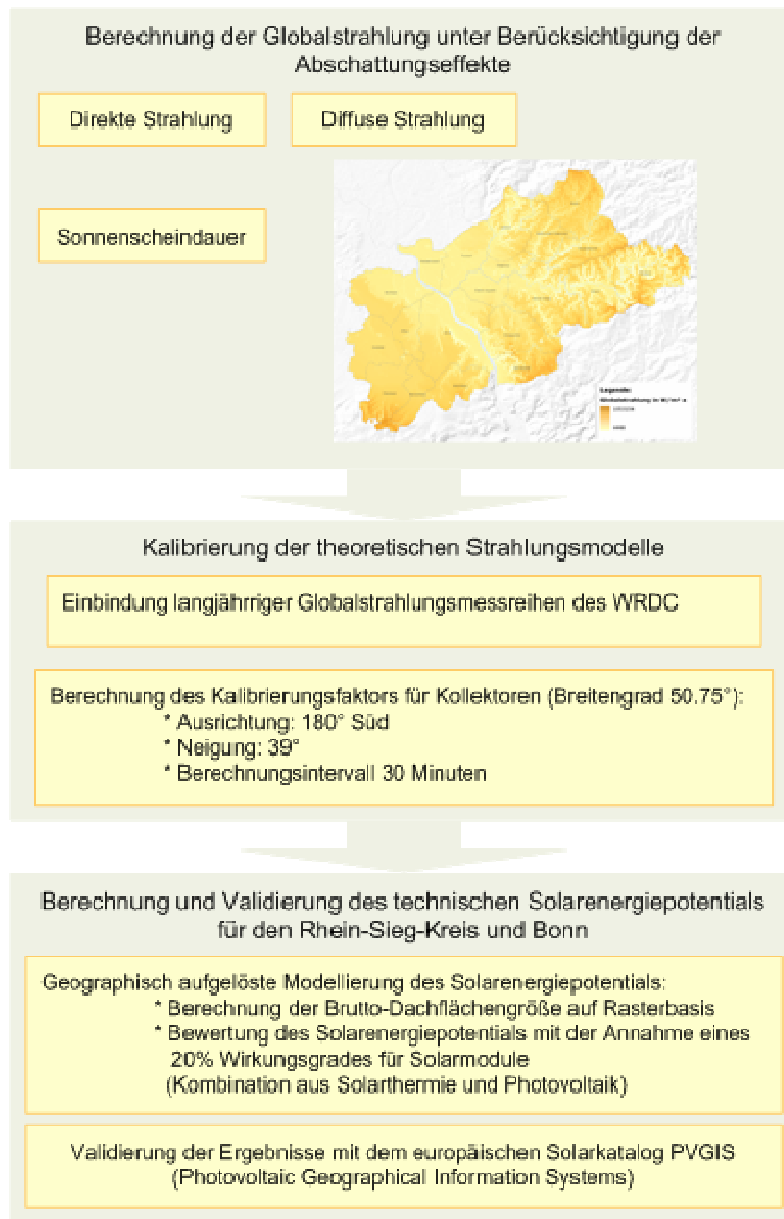 Berechnung der Globalstrahlung unter Berücksichtigung der
Abschattungseffekte
Direkte Strahlung
Diffuse Strahlung
Sonnenscheindauer
Legende:
Globalstrahlung in
Kalibrierung der theoretischen Strahlungsmodelle
Einbindung langjährriger Globalstrahlungsmessreihen des WRDC
Berechnung des Kalibrierungsfaktors für Kollektoren (Breitengrad 50.75°):
* Ausrichtung: 180° Süd
* Neigung: 39°
* Berechnungsintervall 30 Minuten
Berechnung und Validierung des technischen Solarenergiepotentials
für den Rhein-Sieg-Kreis und Bonn
Geographisch aufgelöste Modellierung des Solarenergiepotentials:
* Berechnung der Brutto-Dachflächengröße auf Rasterbasis
* Bewertung des Solarenergiepotentials mit der Annahme eines
20% Wirkungsgrades für Solarmodule
(Kombination aus Solarthermie und Photovoltaik)
Validierung der Ergebnisse mit dem europäischen Solarkatalog PVGIS
(Photovoltaic Geographical Information Systems)